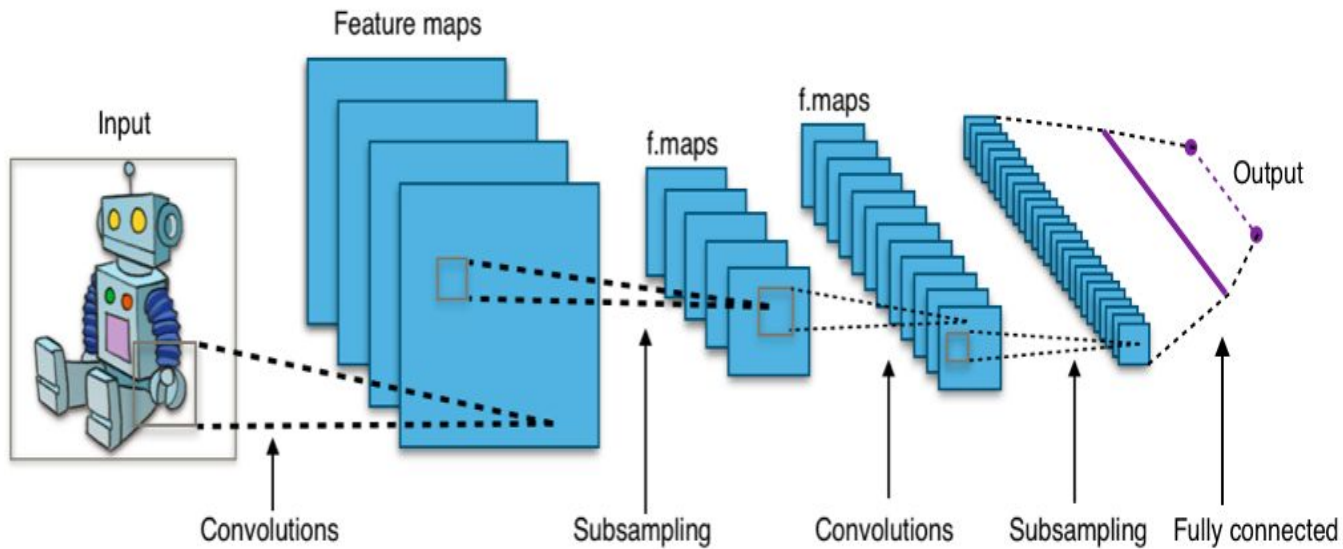 Feature maps
f.maps
f.maps
Input
Output
Convolutions
Subsampling
Convolutions
Subsampling
Fully connected